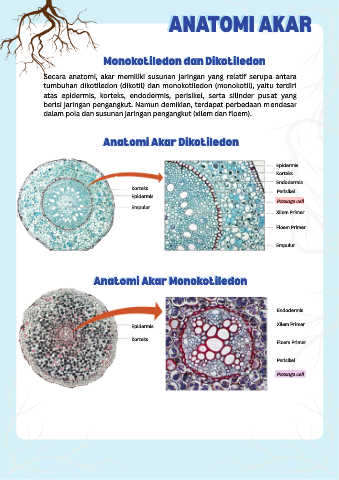 ANATOMI AKAR
Monokotiledon dan Dikotiledon
Secara anatomi, akar memiliki susunan jaringan yang relatif serupa antara
tumbuhan dikotiledon (dikotil) dan monokotiledon (monokotil), yaitu terdiri
atas epidermis, korteks, endodermis, perisikel, serta silinder pusat yang
berisi jaringan pengangkut. Namun demikian, terdapat perbedaan mendasar
dalam pola dan susunan jaringan pengangkut (xilem dan floem).
Anatomi Akar Dikotiledon
Korteks
Epidermis
Empulur
Epidermis
Korteks
Endodermis
Perisikel
Passage cell
Xilem Primer
Floem Primer
Empulur
Anatomi Akar Monokotiledon
Epidermis
Korteks
Endodermis
Xilem Primer
Floem Primer
Perisikel
Passage cell